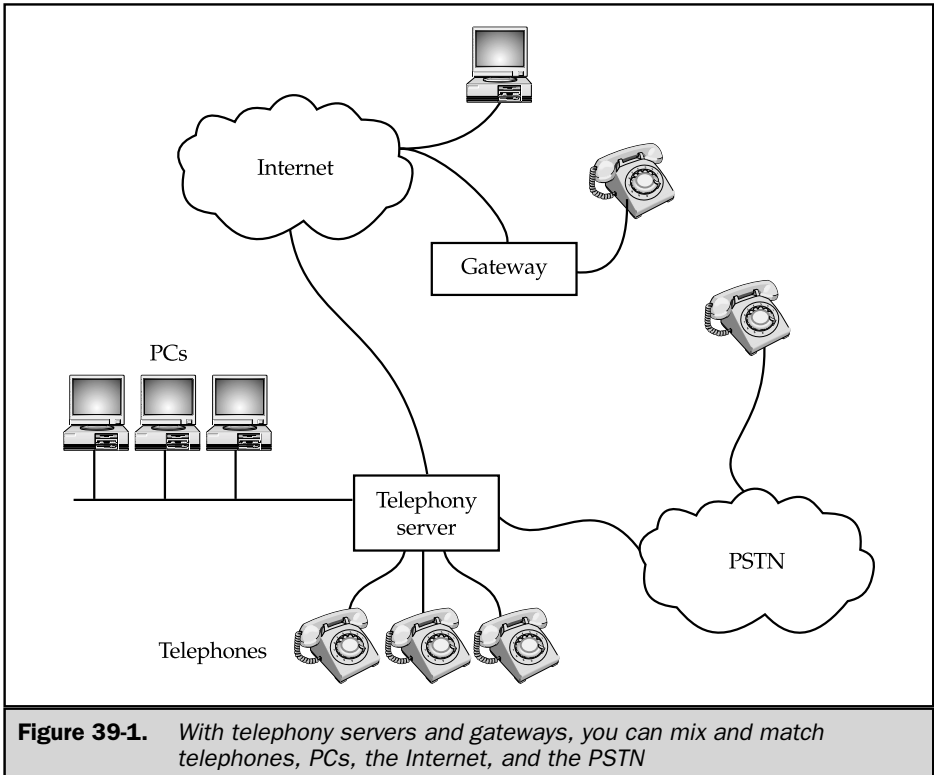 Internet
Gateway
PCs
Telephony
server
PSTN
Telephones
Figure 39-1. With telephony servers and gateways, you can mix and match
telephones, PCs, the Internet, and the PSTN